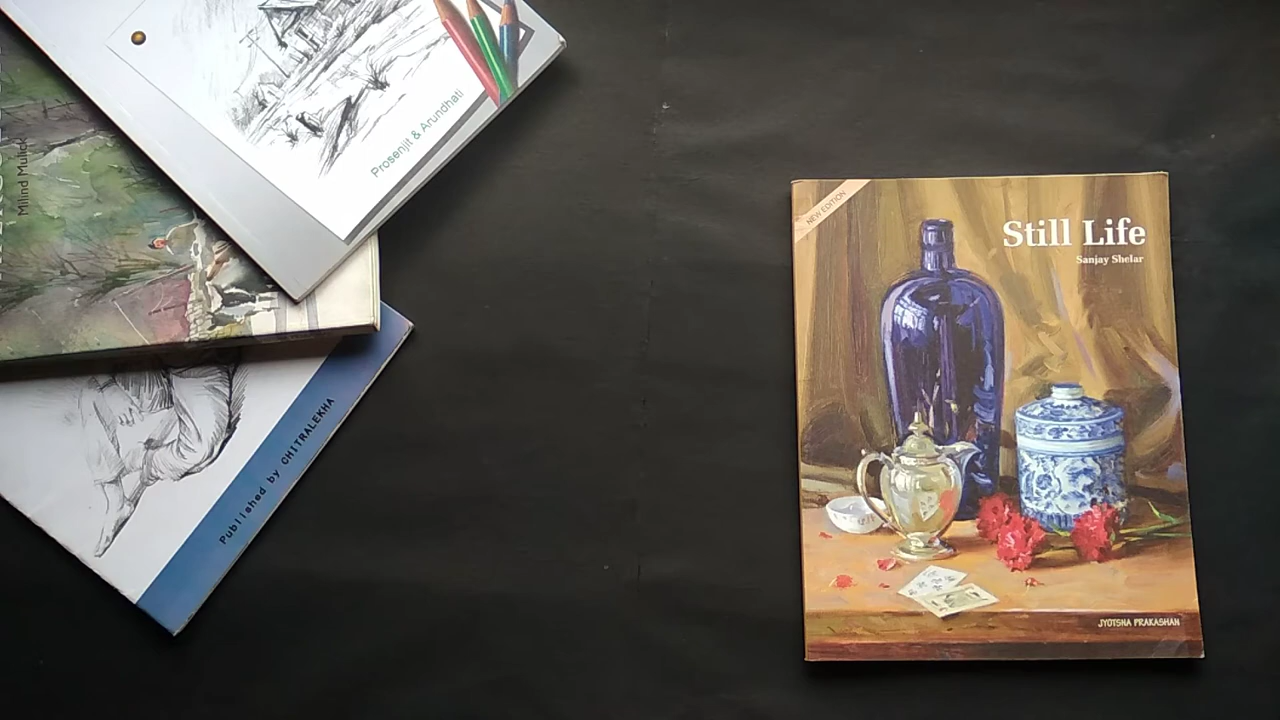 Prosenjit & Arundhati
Milind Mulick
Published by CHITRALEKHA
NEW EDITION
Still Life
Sanjay Shelar
JYOTSNA PRAKASHAN